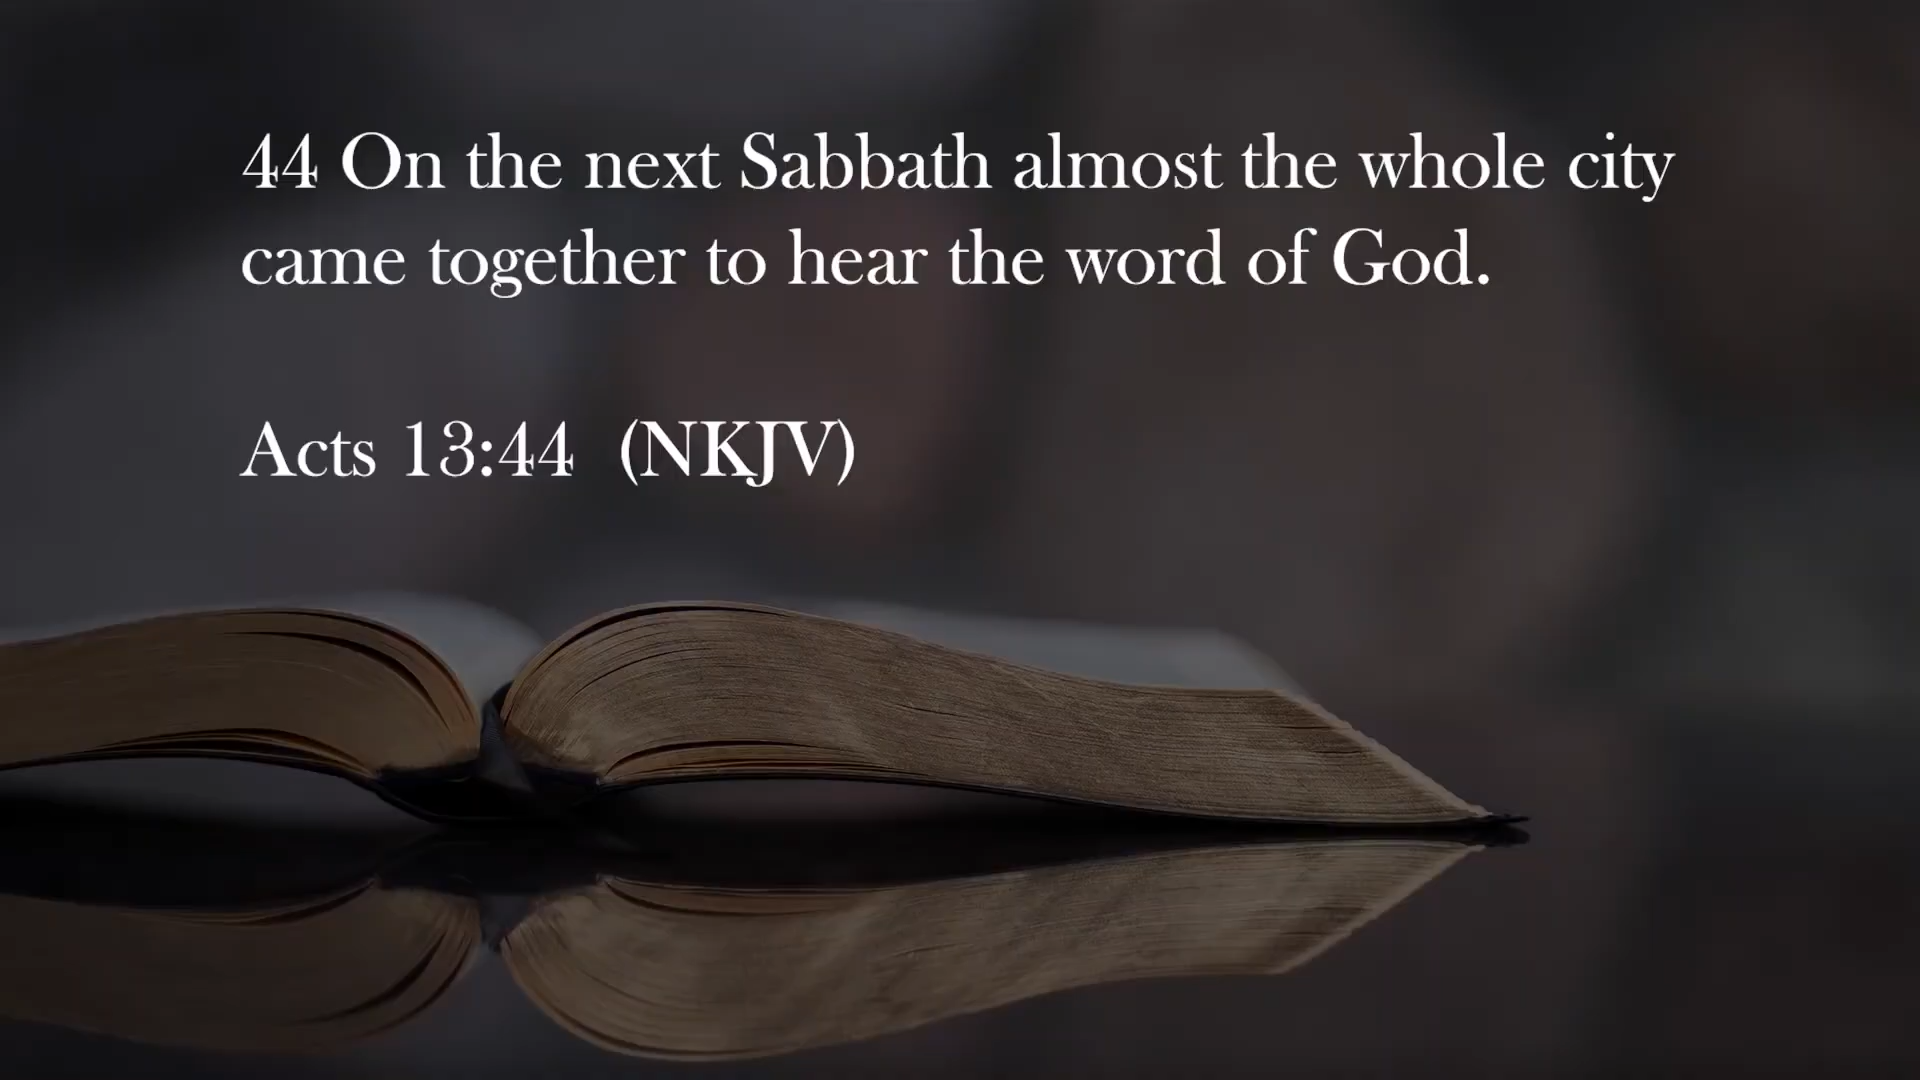 44 On the next Sabbath almost the whole city
came together to hear the word of God.
Acts 13:44 (NKJV)